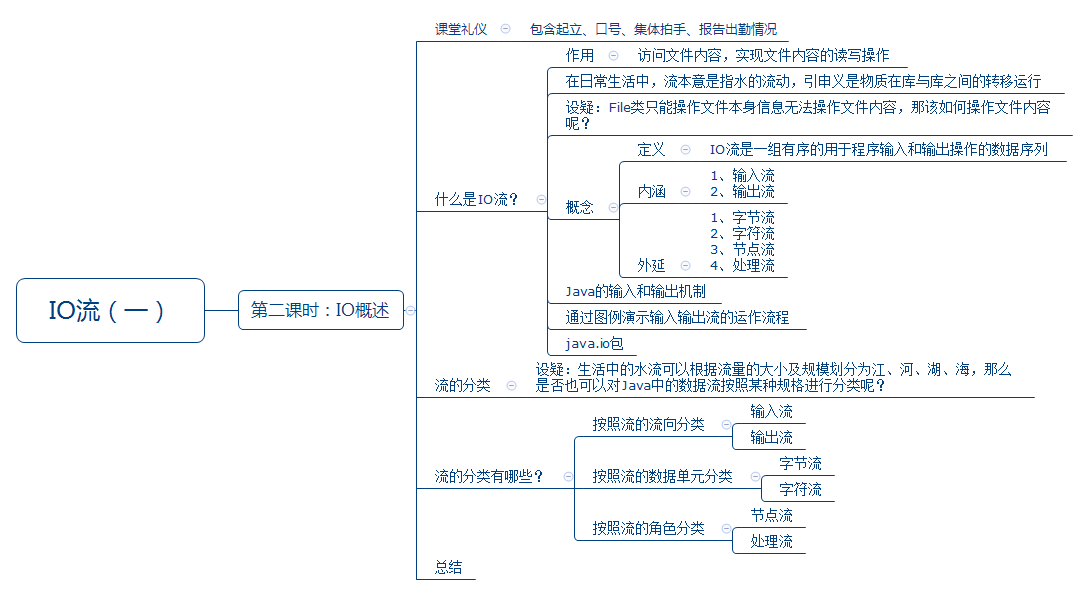 IO流（一）
第二课时：IO概述
课堂礼仪
包含起立、口号、集体拍手、报告出勤情况
什么是IO流？
作用
访问文件内容，实现文件内容的读写操作
在日常生活中，流本意是指水的流动，引申义是物质在库与库之间的转移运行
设疑：File类只能操作文件本身信息无法操作文件内容，那该如何操作文件内容
呢？
概念
定义
IO流是一组有序的用于程序输入和输出操作的数据序列
内涵
1、输入流
2、输出流
外延
1、字节流
2、字符流
3、节点流
4、处理流
Java的输入和输出机制
通过图例演示输入输出流的运作流程
java.io包
流的分类
设疑：生活中的水流可以根据流量的大小及规模划分为江、河、湖、海，那么
是否也可以对Java中的数据流按照某种规格进行分类呢？
流的分类有哪些？
按照流的流向分类
输入流
输出流
按照流的数据单元分类
字节流
字符流
按照流的角色分类
节点流
处理流
总结